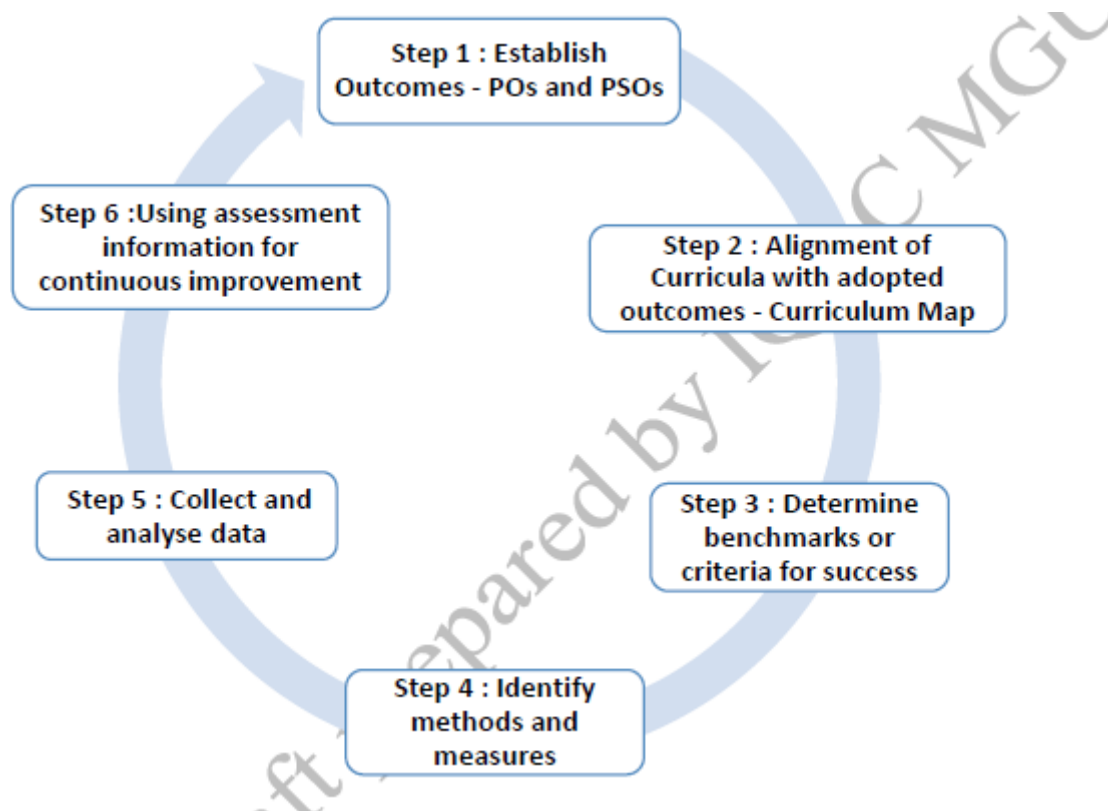 Step 1 : Establish
Outcomes - POs and PSOs
Step 2 : Alignment of
Curricula with adopted
outcomes - Curriculum Map
Step 3 : Determine
benchmarks or
criteria for success
Step 4 : Identify
methods and
measures
Step 5 : Collect and
analyse data
Step 6 :Using assessment
information for
continuous improvement
by